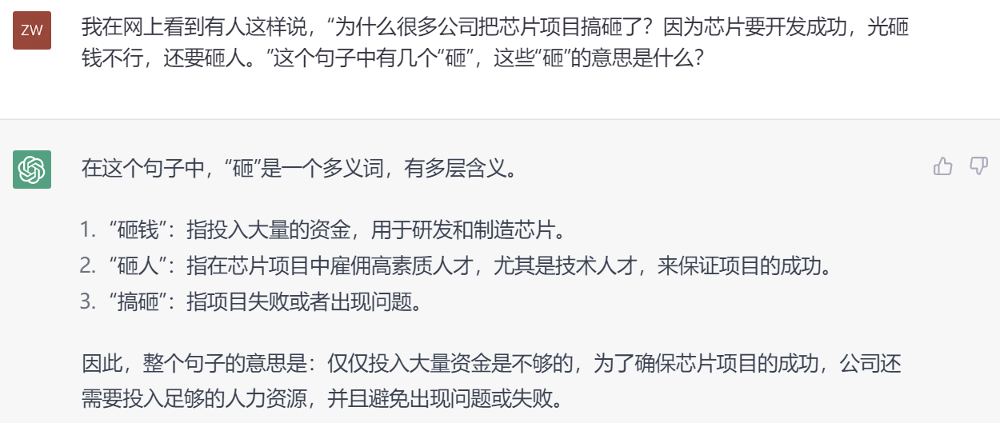 ZW
我在网上看到有人这样说，“为什么很多公司把芯片项目搞砸了？因为芯片要开发成功，光砸
钱不行，还要砸人。”这个句子中有几个“砸”，这些“砸”的意思是什么？
在这个句子中，“砸”是一个多义词，有多层含义。
1. “砸钱”：指投入大量的资金，用于研发和制造芯片。
2. “砸人”：指在芯片项目中雇佣高素质人才，尤其是技术人才，来保证项目的成功。
3. “搞砸”：指项目失败或者出现问题。
因此，整个句子的意思是：仅仅投入大量资金是不够的，为了确保芯片项目的成功，公司还
需要投入足够的人力资源，并且避免出现问题或失败。